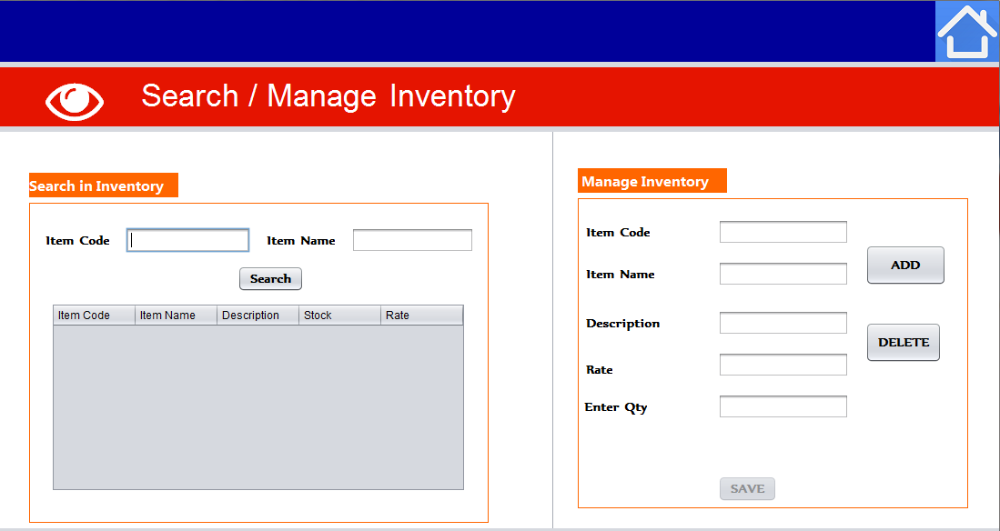 Search / Manage Inventory
Search in Inventory
Item Code
Item Name
Search
Item Code Item Name Description Stock Rate
Manage Inventory
Item Code
Item Name
Description
Rate
Enter Qty
ADD
DELETE
SAVE